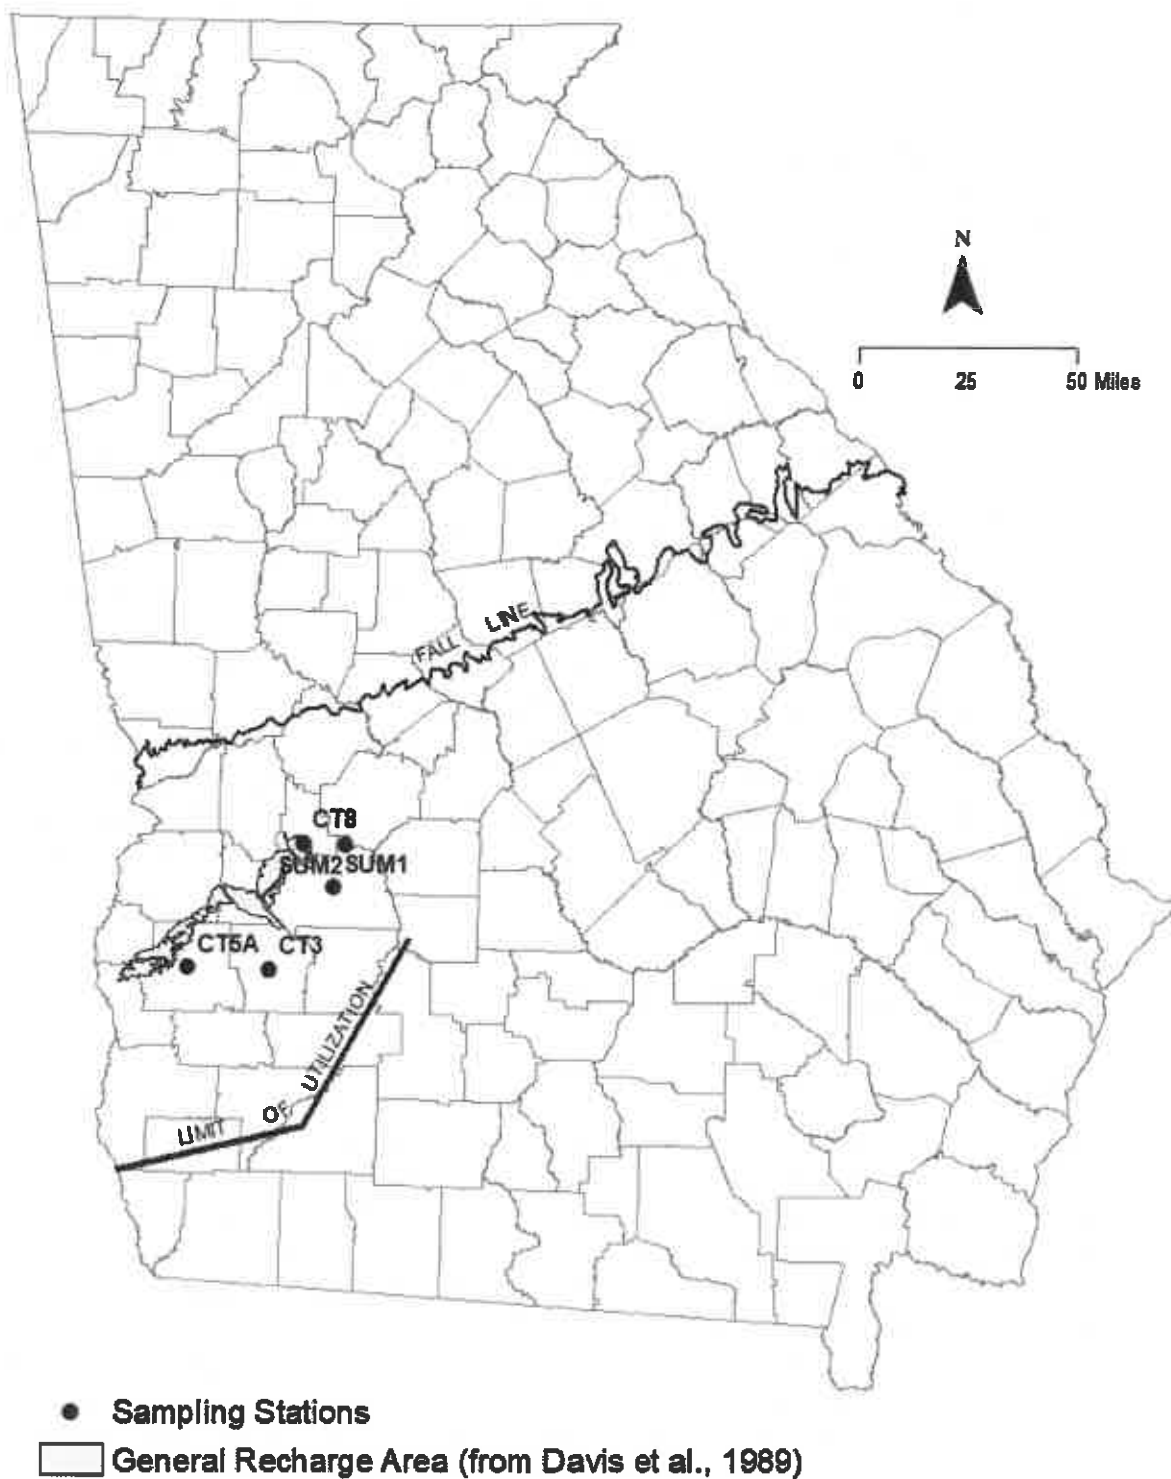 N
0 25 50 Miles
FALL LINE
CT8
SUM2 SUM1
CT5A CT3
LIMIT OF UTILIZATION
Sampling Stations
General Recharge Area (from Davis et al., 1989)